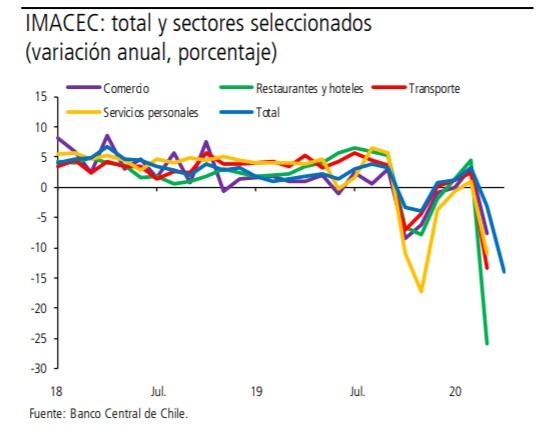 IMACEC: total y sectores seleccionados
(variación anual, porcentaje)
Comercio
Restaurantes y hoteles
Transporte
Servicios personales
Total
15
10
5
0
-5
-10
-15
-20
-25
-30
18
Jul.
19
Jul.
20
Fuente: Banco Central de Chile.